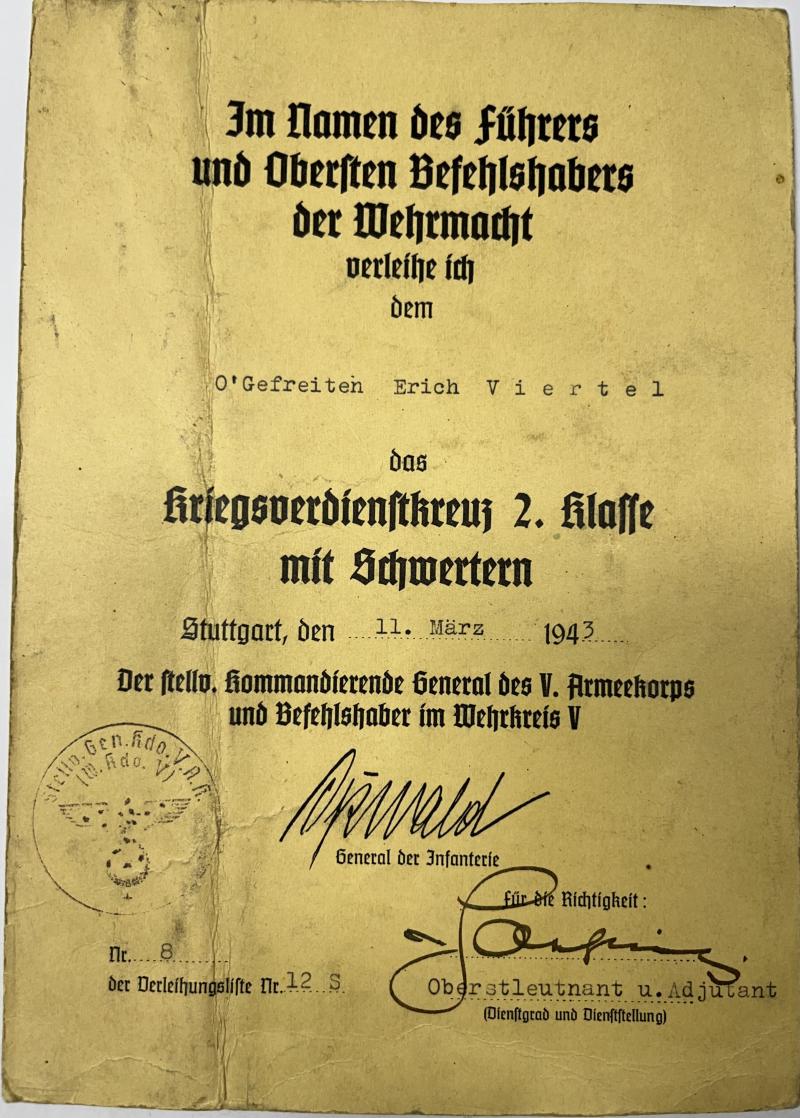 Im Namen des Führers
und Obersten Befehlshabers
der Wehrmacht
verleihe ich
dem
O'Gefreiten Erich Viertel
das
Kriegsverdienstkreuz 2. Klasse
mit Schwertern
Stuttgart, den 11. März 1943
Der stellv. Kommandierende General des V. Armeekorps
und Befehlshaber im Wehrkreis V
Stellv. Gen. Kdo. V. A. K.
(W. Kdo. V)
Oßwald
General der Infanterie
Für die Richtigkeit:
Nr. 8
der Verleihungsliste Nr. 12 S
Oberstleutnant u. Adjutant
(Dienstgrad und Dienststellung)